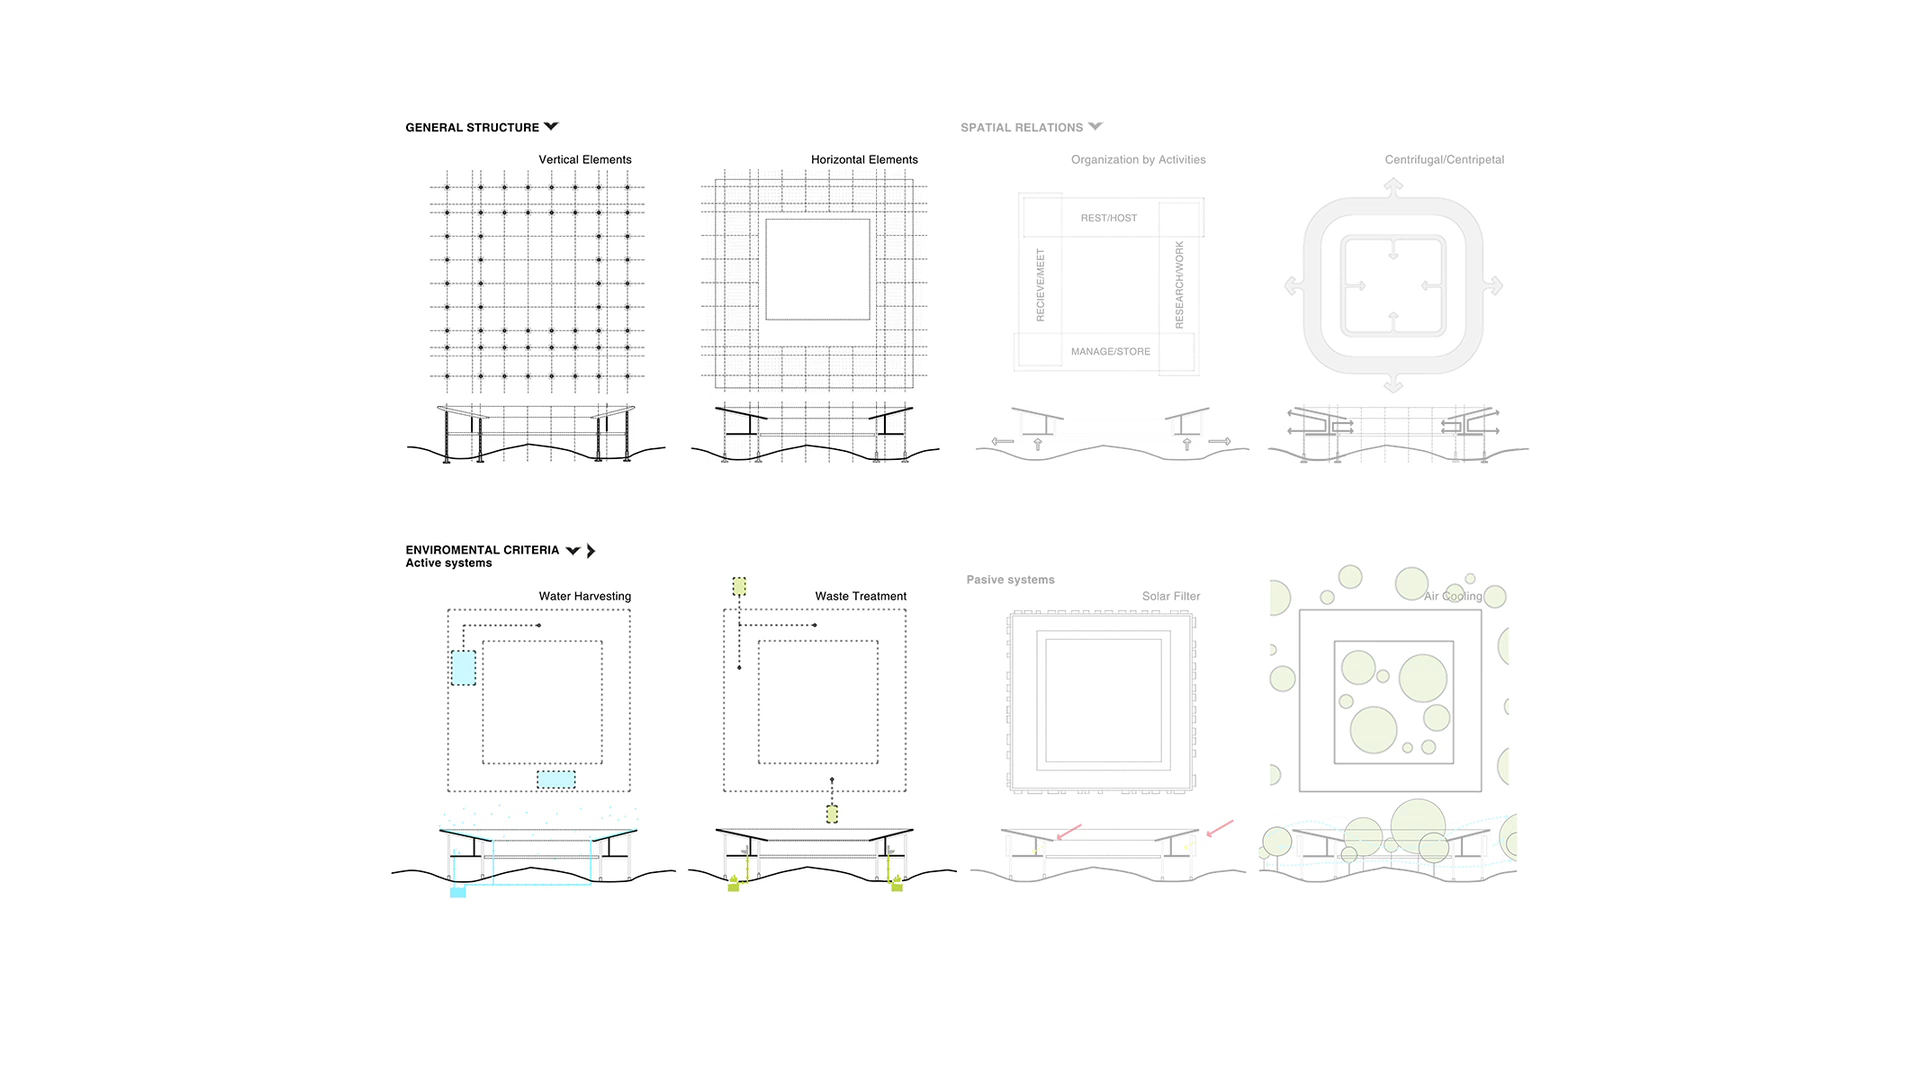 GENERAL STRUCTURE
SPATIAL RELATIONS
Vertical Elements
Horizontal Elements
Organization by Activities
Centrifugal/Centripetal
REST/HOST
RECIEVE/MEET
RESEARCH/WORK
MANAGE/STORE
ENVIROMENTAL CRITERIA
Active systems
Pasive systems
Water Harvesting
Waste Treatment
Solar Filter
Air Cooling